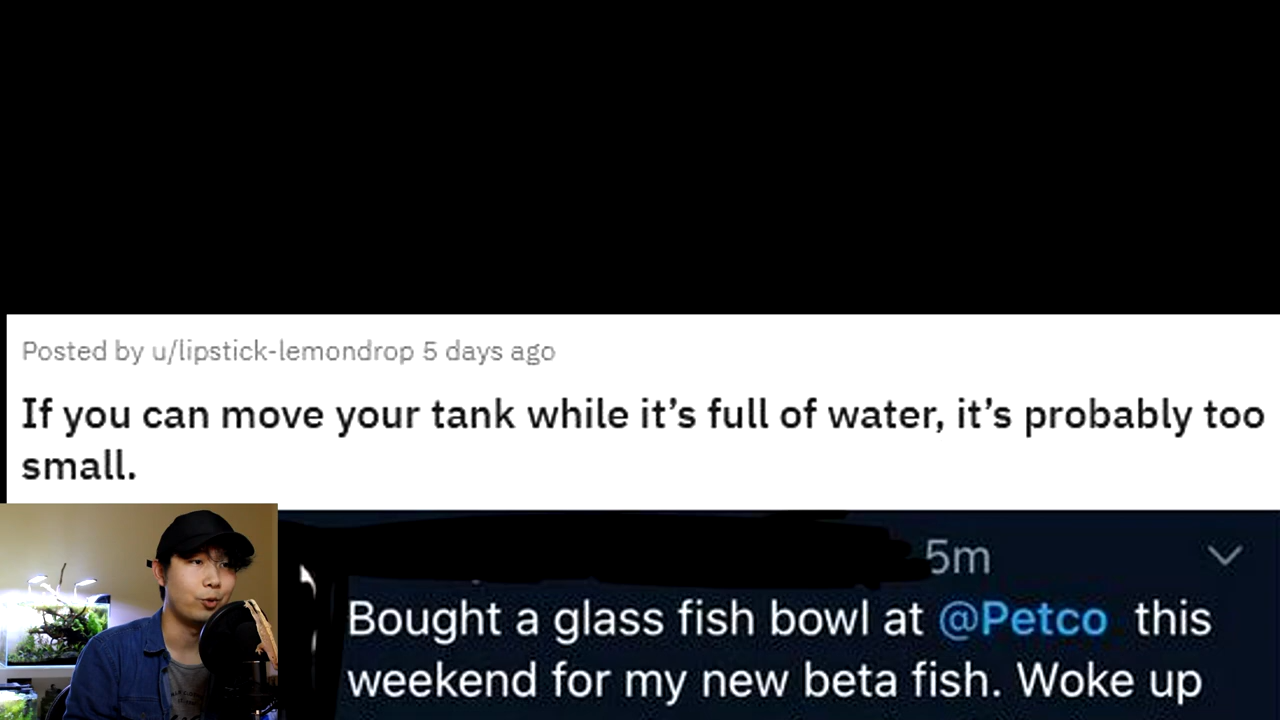 Posted by u/lipstick-lemondrop 5 days ago
If you can move your tank while it’s full of water, it’s probably too
small.
5m
Bought a glass fish bowl at @Petco this
weekend for my new beta fish. Woke up